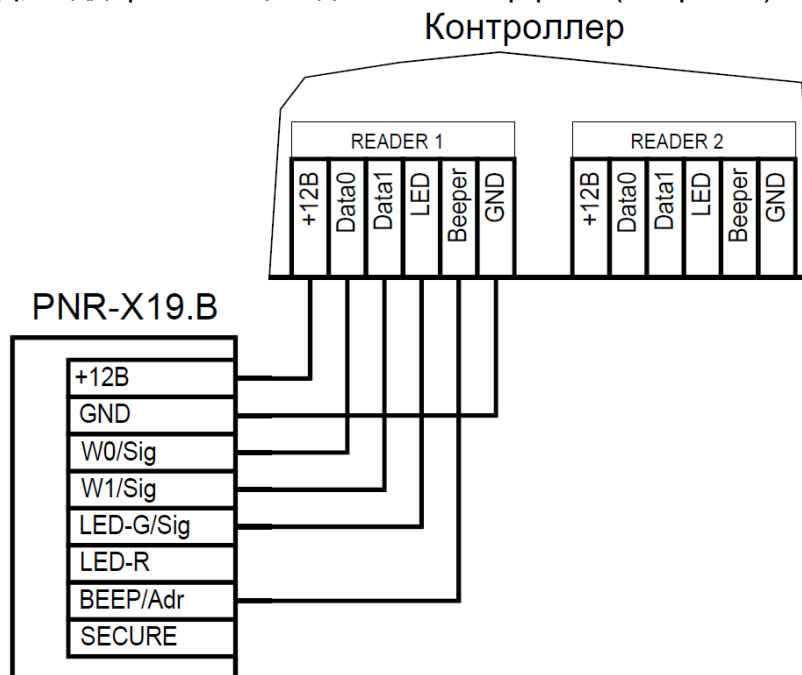 Контроллер
READER 1
READER 2
+12В
Data0
Data1
LED
Beeper
GND
+12В
Data0
Data1
LED
Beeper
GND
PNR-X19.B
+12В
GND
W0/Sig
W1/Sig
LED-G/Sig
LED-R
BEEP/Adr
SECURE